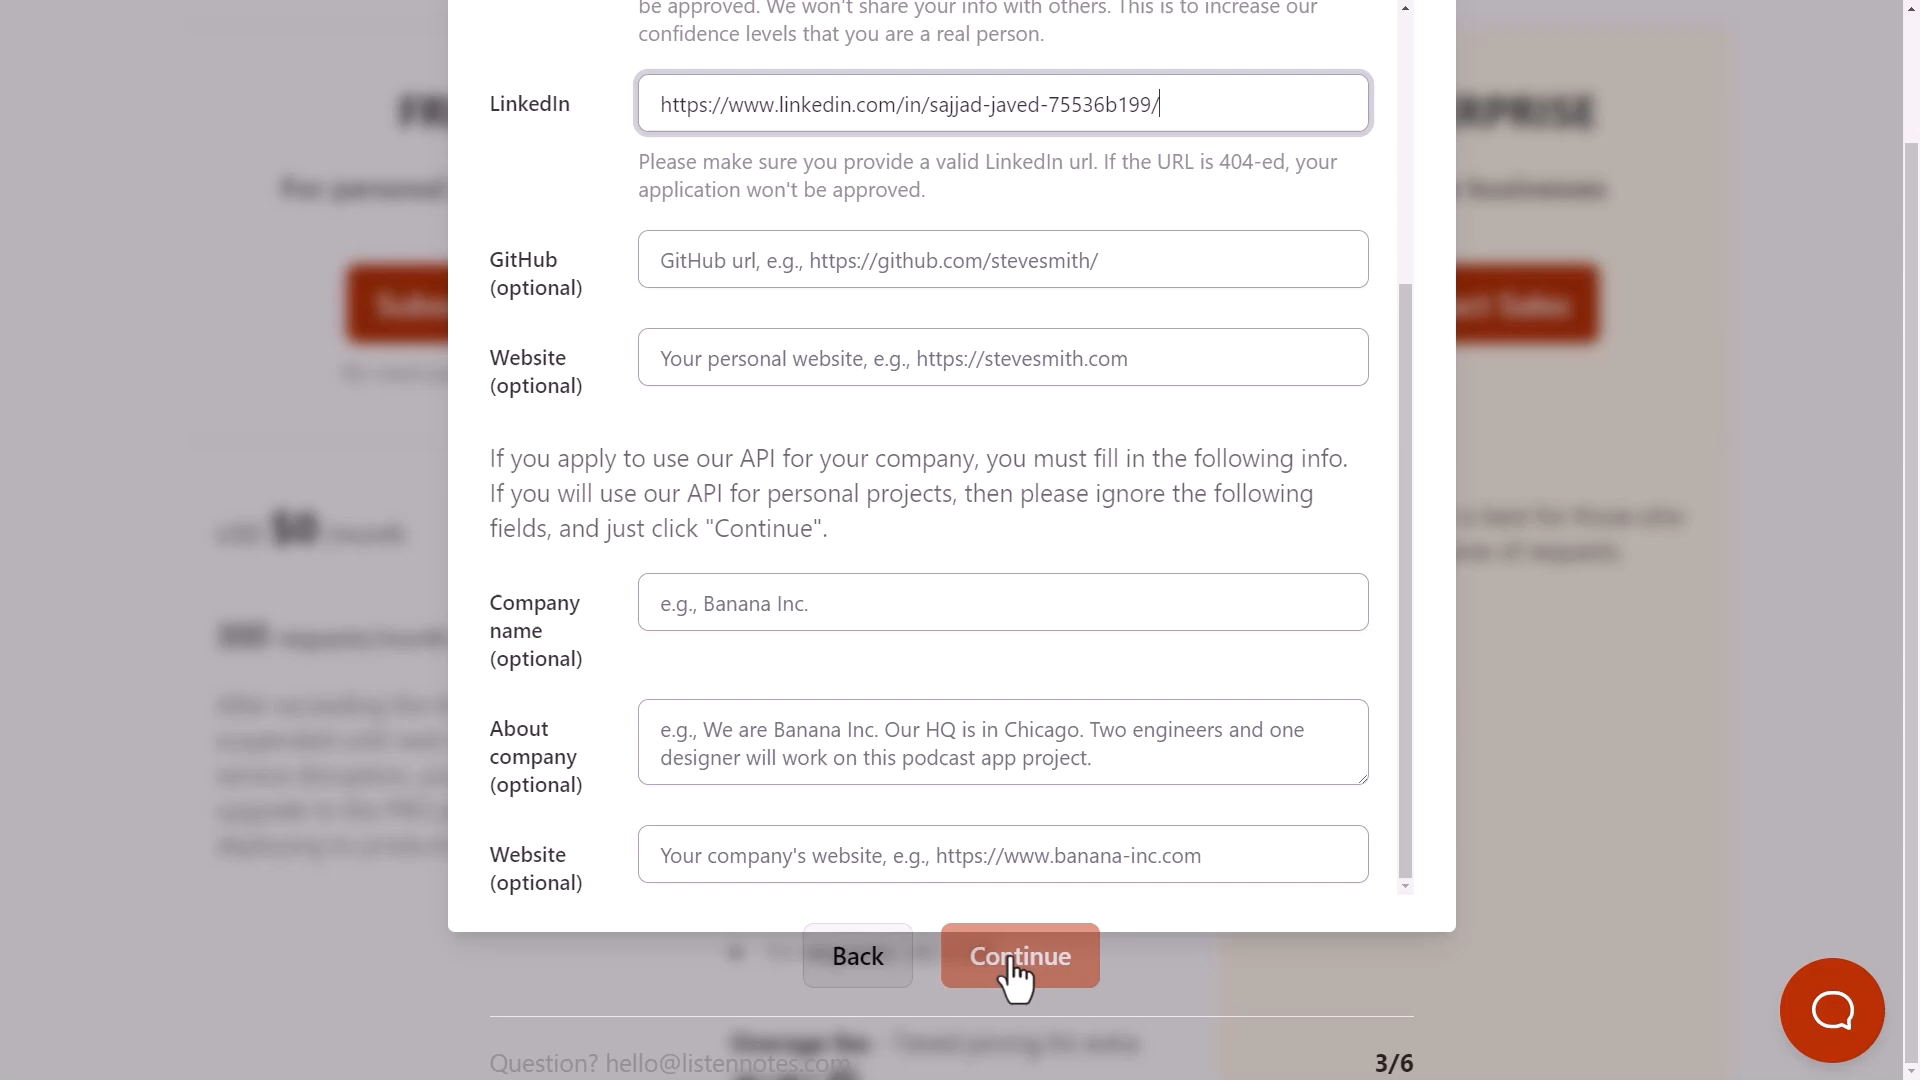 be approved. We won't share your info with others. This is to increase our
confidence levels that you are a real person.
LinkedIn
https://www.linkedin.com/in/sajjad-javed-75536b199/
Please make sure you provide a valid LinkedIn url. If the URL is 404-ed, your
application won't be approved.
GitHub
(optional)
GitHub url, e.g., https://github.com/stevesmith/
Website
(optional)
Your personal website, e.g., https://stevesmith.com
If you apply to use our API for your company, you must fill in the following info.
If you will use our API for personal projects, then please ignore the following
fields, and just click "Continue".
Company
name
(optional)
e.g., Banana Inc.
About
company
(optional)
e.g., We are Banana Inc. Our HQ is in Chicago. Two engineers and one
designer will work on this podcast app project.
Website
(optional)
Your company's website, e.g., https://www.banana-inc.com
Back
Continue
Question? hello@listennotes.com
3/6
For personal
$0 /month
requests/month